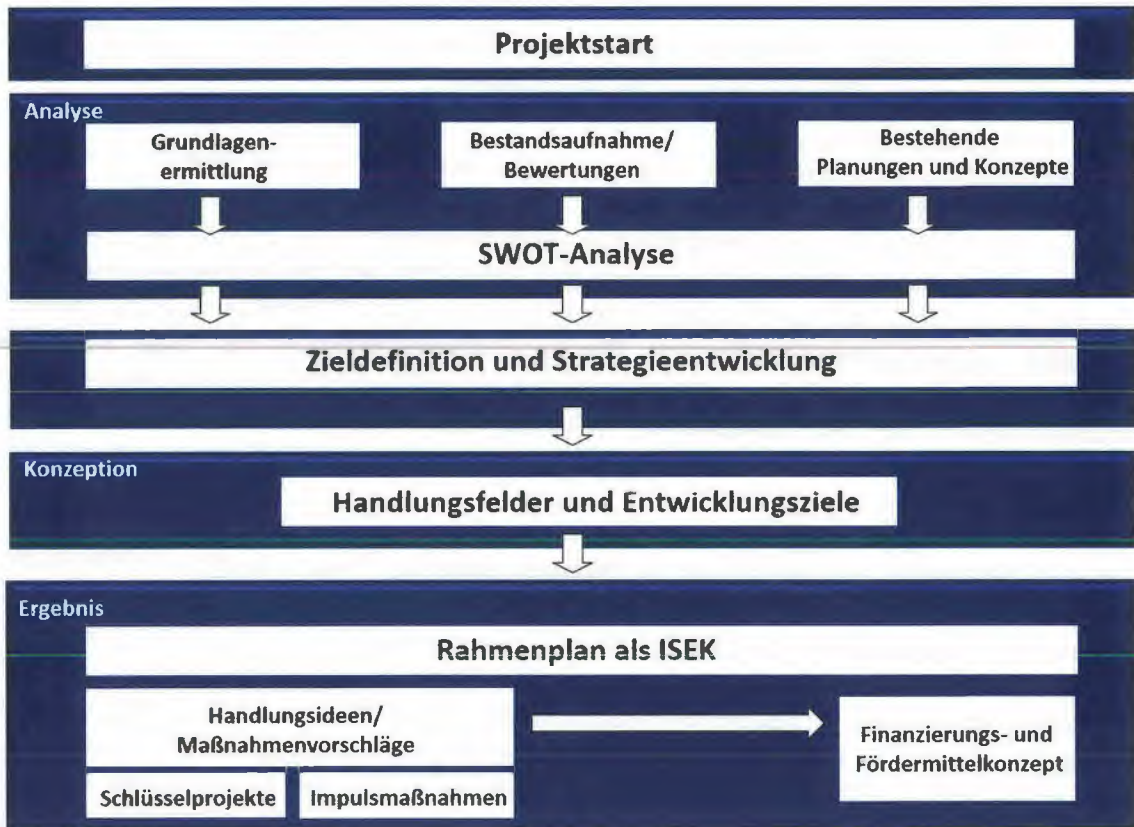 Projektstart
Analyse
Grundlagen-
ermittlung
Bestandsaufnahme/
Bewertungen
Bestehende
Planungen und Konzepte
SWOT-Analyse
Zieldefinition und Strategieentwicklung
Konzeption
Handlungsfelder und Entwicklungsziele
Ergebnis
Rahmenplan als ISEK
Handlungsideen/
Maßnahmenvorschläge
Schlüsselprojekte
Impulsmaßnahmen
Finanzierungs- und
Fördermittelkonzept